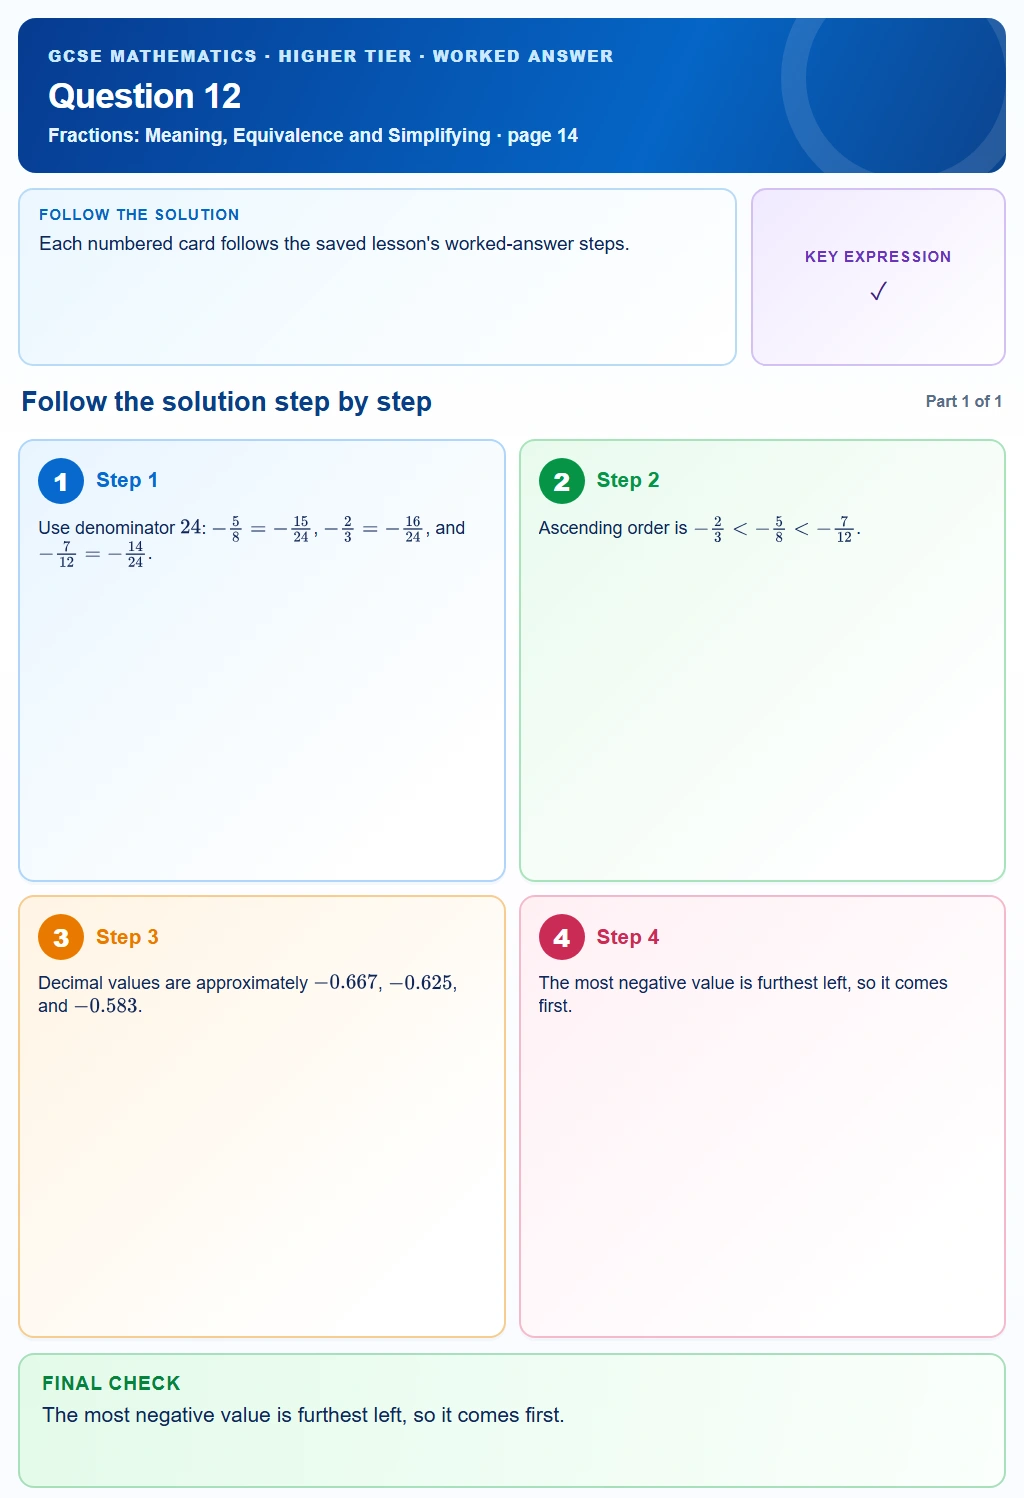 GCSE MATHEMATICS · HIGHER TIER · WORKED ANSWER
Question 12
Fractions: Meaning, Equivalence and Simplifying · page 14
FOLLOW THE SOLUTION
Each numbered card follows the saved lesson's worked-answer steps.
KEY EXPRESSION
✓
Follow the solution step by step
Part 1 of 1
1 Step 1
Use denominator 24: −5/8 = −15/24, −2/3 = −16/24, and
−7/12 = −14/24.
2 Step 2
Ascending order is −2/3 < −5/8 < −7/12.
3 Step 3
Decimal values are approximately −0.667, −0.625,
and −0.583.
4 Step 4
The most negative value is furthest left, so it comes
first.
FINAL CHECK
The most negative value is furthest left, so it comes first.